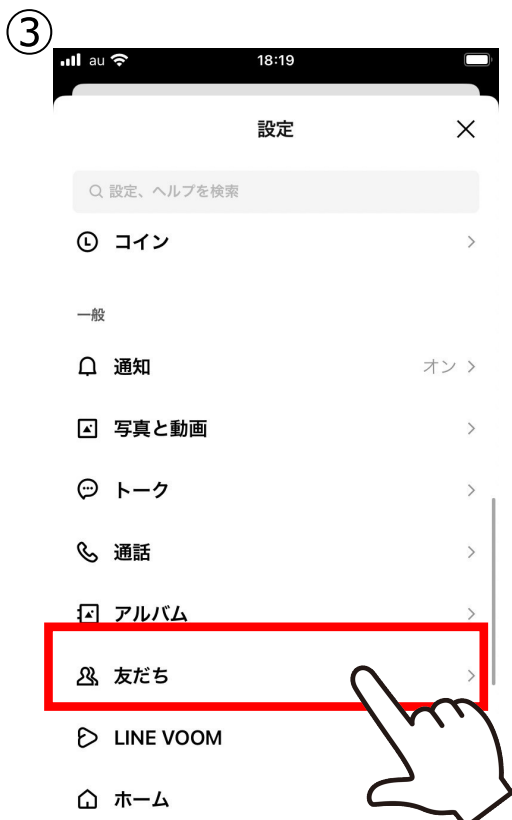 ③
au 18:19
設定
設定、ヘルプを検索
コイン
一般
通知 オン
写真と動画
トーク
通話
アルバム
友だち
LINE VOOM
ホーム